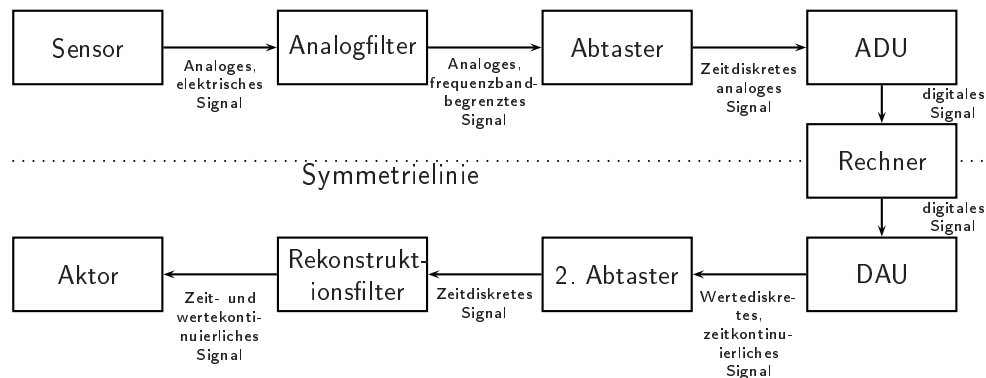 Sensor
Analoges,
elektrisches
Signal
Analogfilter
Analoges,
frequenzband-
begrenztes
Signal
Abtaster
Zeitdiskretes
analoges
Signal
ADU
digitales
Signal
Rechner
Symmetrielinie
digitales
Signal
DAU
Wertediskre-
tes,
zeitkontinu-
ierliches
Signal
2. Abtaster
Zeitdiskretes
Signal
Rekonstrukt-
ionsfilter
Zeit- und
wertekonti-
nuierliches
Signal
Aktor